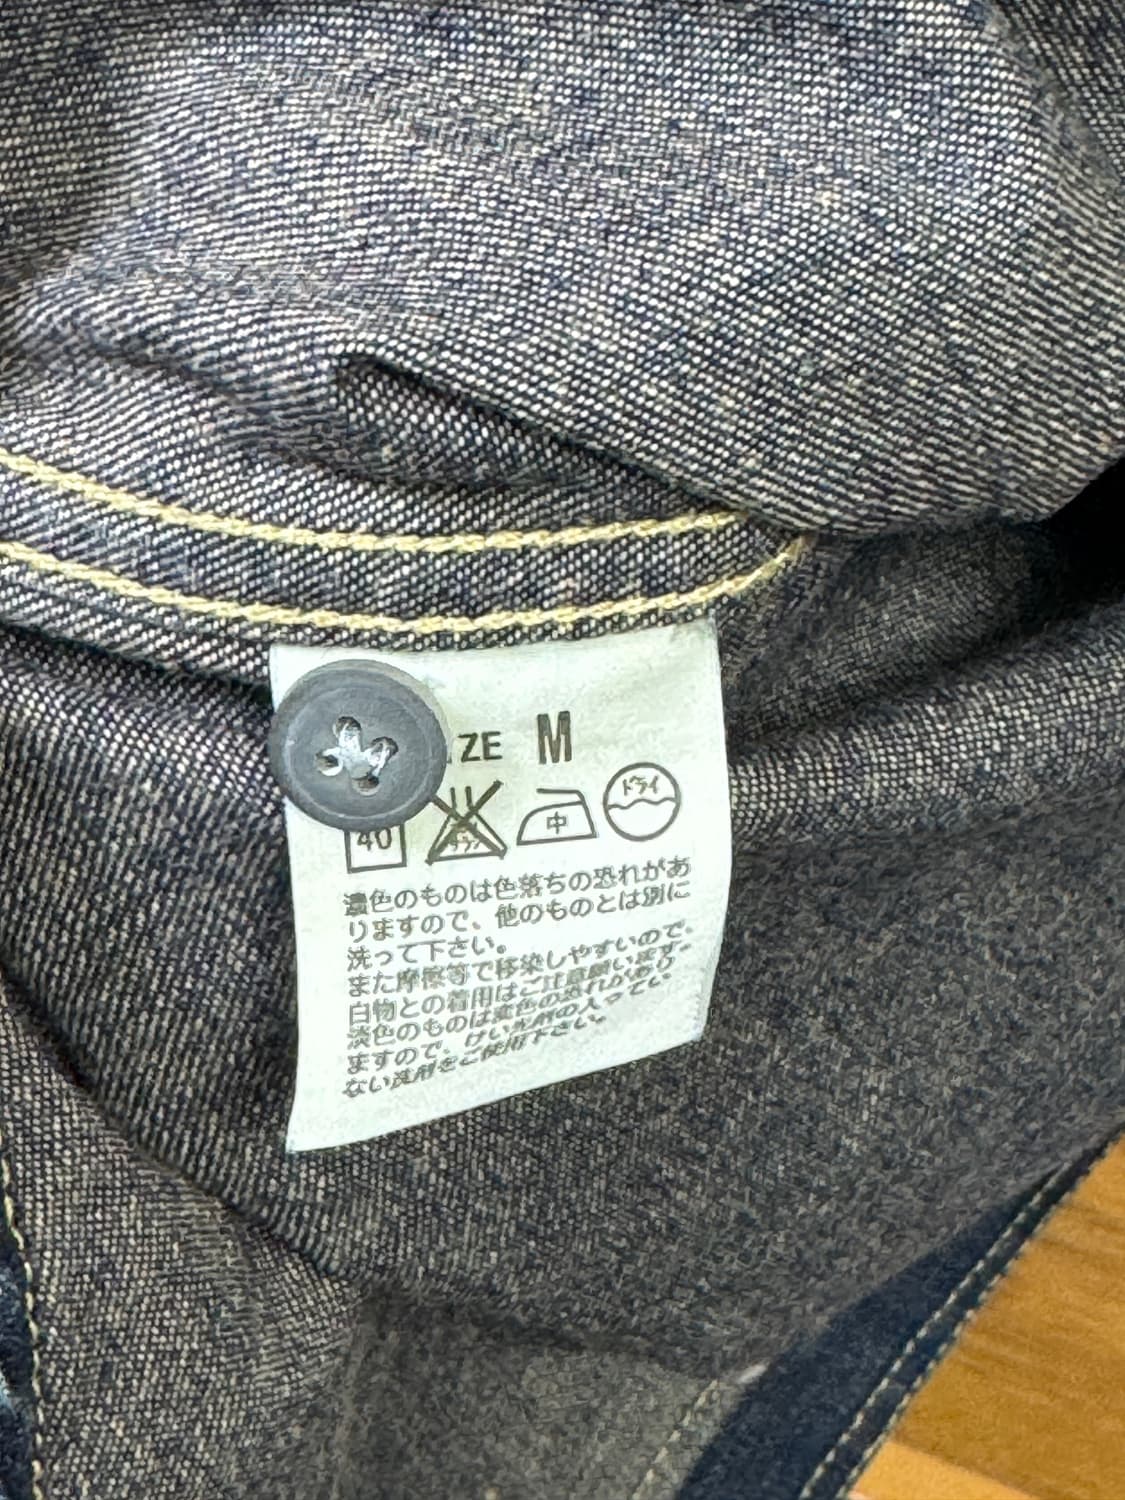 ZE M
40 中 ドライ
濃色のものは色落ちの恐れがあ
りますので、他のものとは別に
洗って下さい。
また摩擦等で移染しやすいので、
白物との着用はご注意願います。
淡色のものは変色の恐れがあり
ますので、けい光剤の入ってい
ない洗剤をご使用下さい。